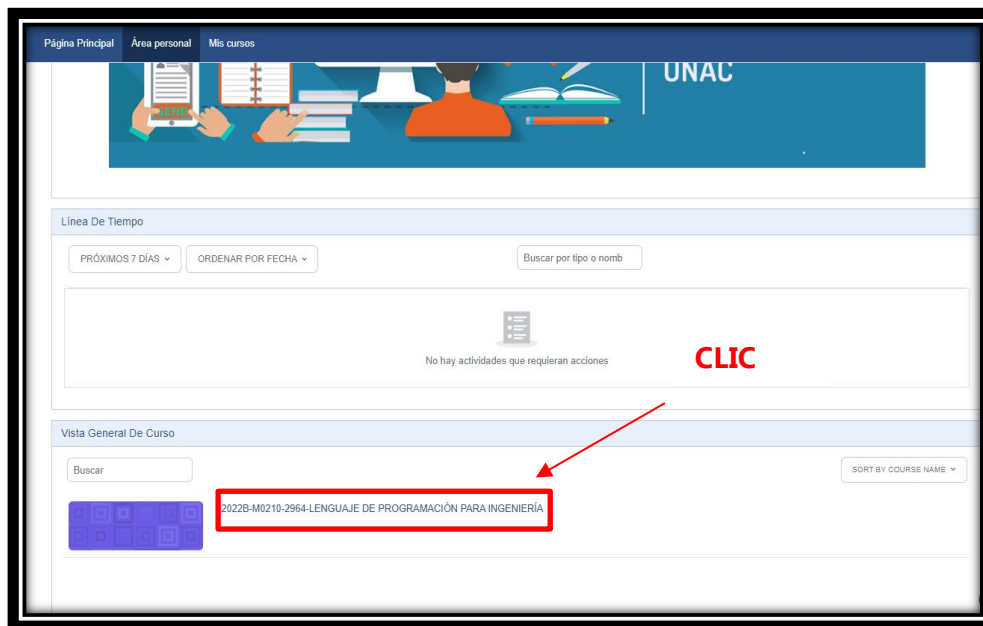 Página Principal Área personal Mis cursos
UNAC
Línea De Tiempo
PRÓXIMOS 7 DÍAS ORDENAR POR FECHA Buscar por tipo o nomb
No hay actividades que requieran acciones
CLIC
Vista General De Curso
Buscar SORT BY COURSE NAME
2022B-M0210-2964-LENGUAJE DE PROGRAMACIÓN PARA INGENIERÍA